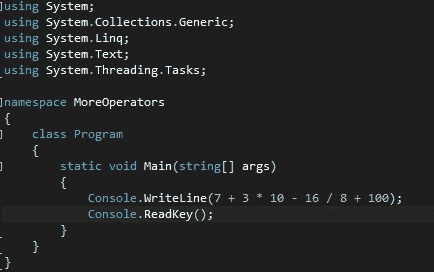 using System;
using System.Collections.Generic;
using System.Linq;
using System.Text;
using System.Threading.Tasks;
namespace MoreOperators
{
class Program
{
static void Main(string[] args)
{
Console.WriteLine(7 + 3 * 10 - 16 / 8 + 100);
Console.ReadKey();
}
}
}